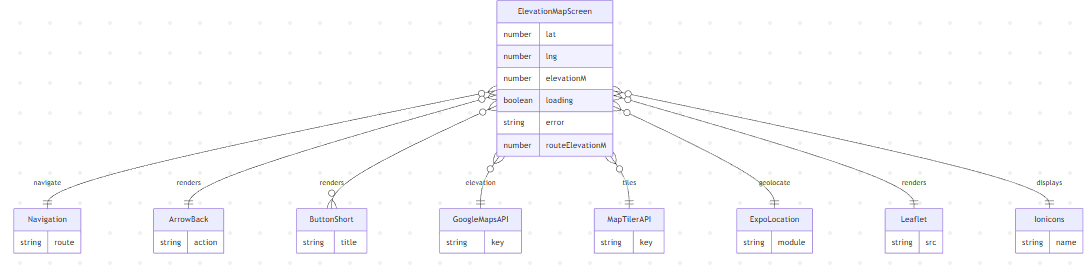 ElevationMapScreen
number lat
number lng
number elevationM
boolean loading
string error
number routeElevationM
navigate renders renders elevation tiles geolocate renders displays
Navigation ArrowBack ButtonShort GoogleMapsAPI MapTilerAPI ExpoLocation Leaflet Ionicons
string route string action string title string key string key string module string src string name